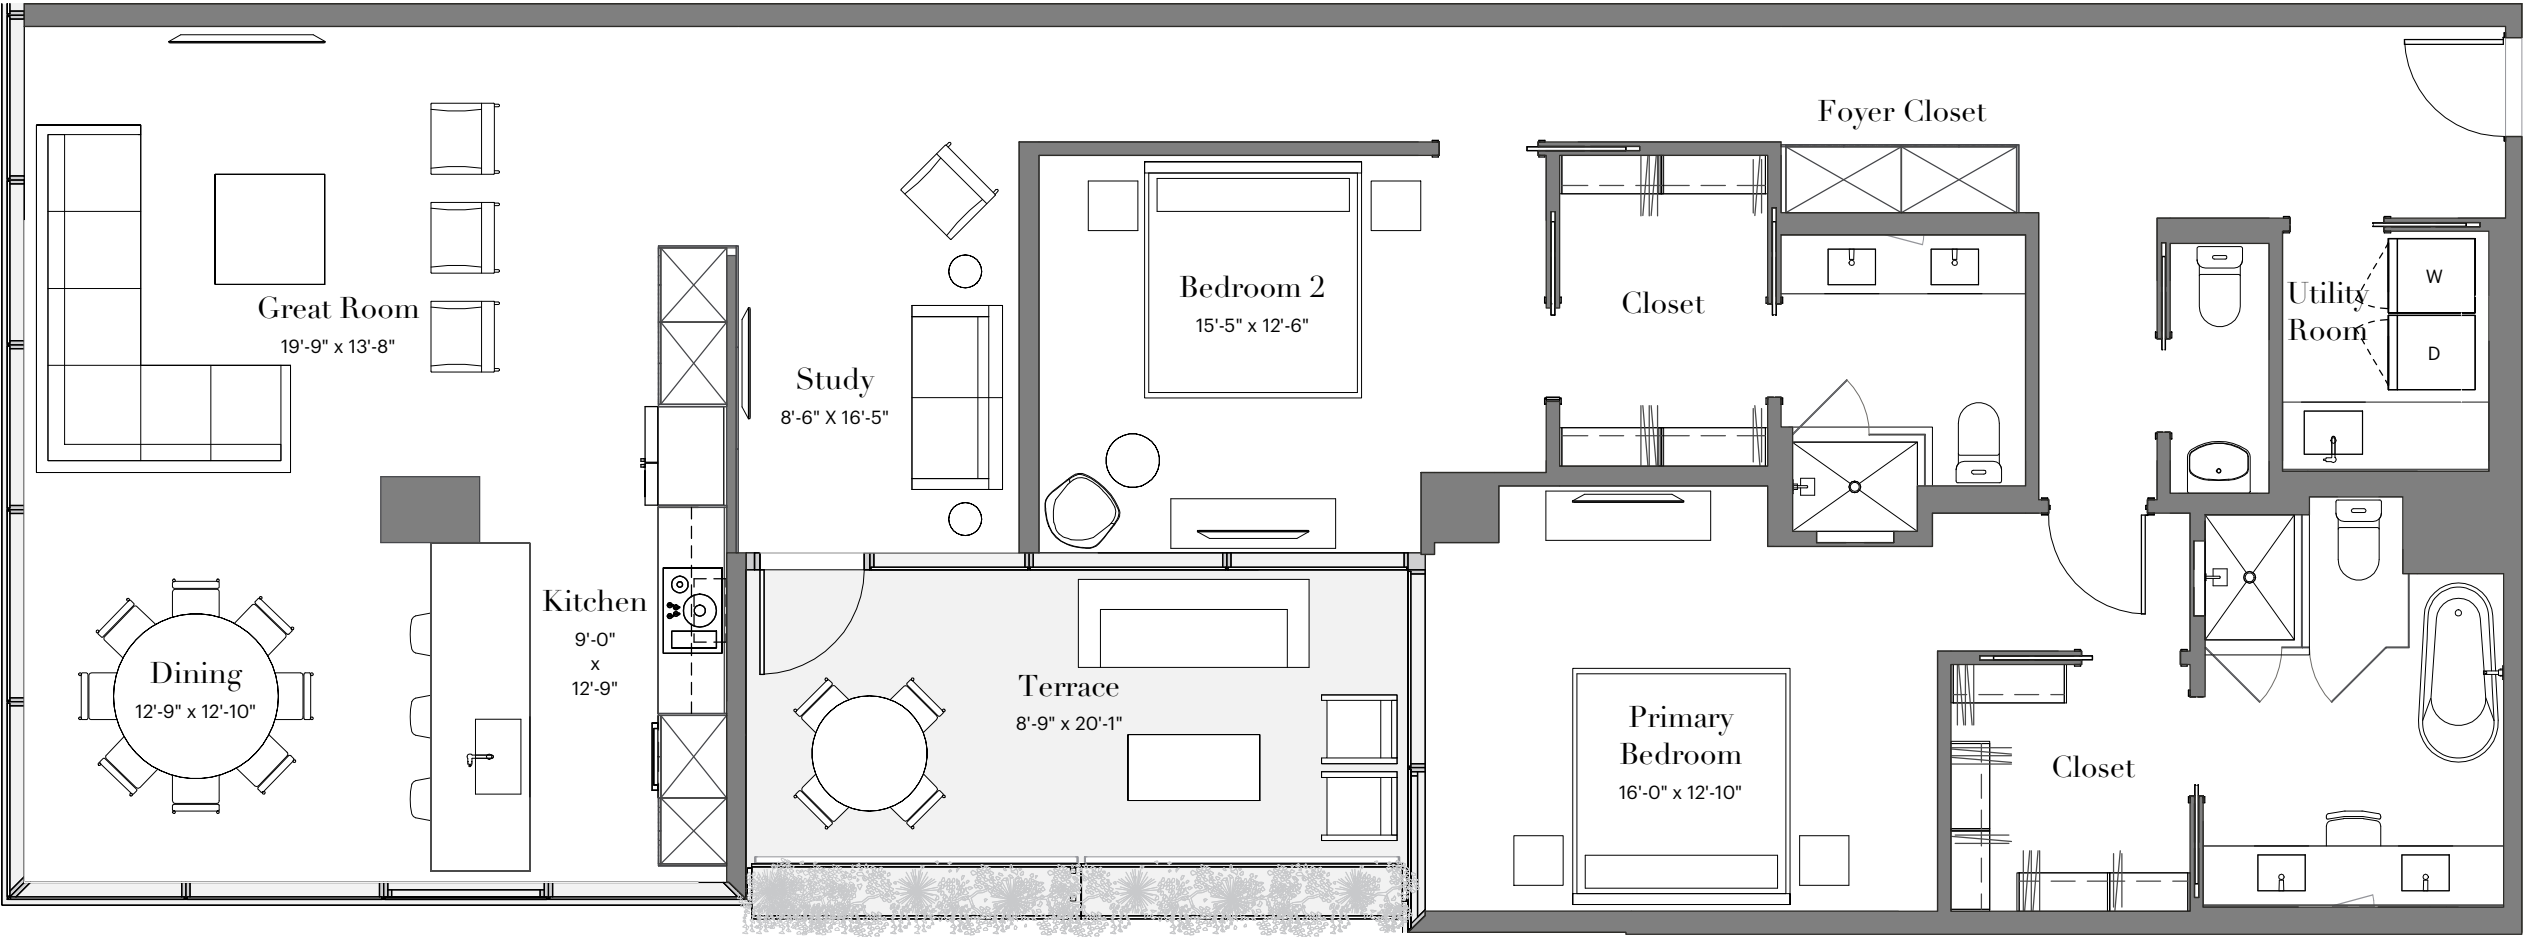 Foyer Closet
Great Room
19'-9" x 13'-8"
Study
8'-6" X 16'-5"
Bedroom 2
15'-5" x 12'-6"
Closet
Utility
Room
W
D
Dining
12'-9" x 12'-10"
Kitchen
9'-0"
x
12'-9"
Terrace
8'-9" x 20'-1"
Primary
Bedroom
16'-0" x 12'-10"
Closet